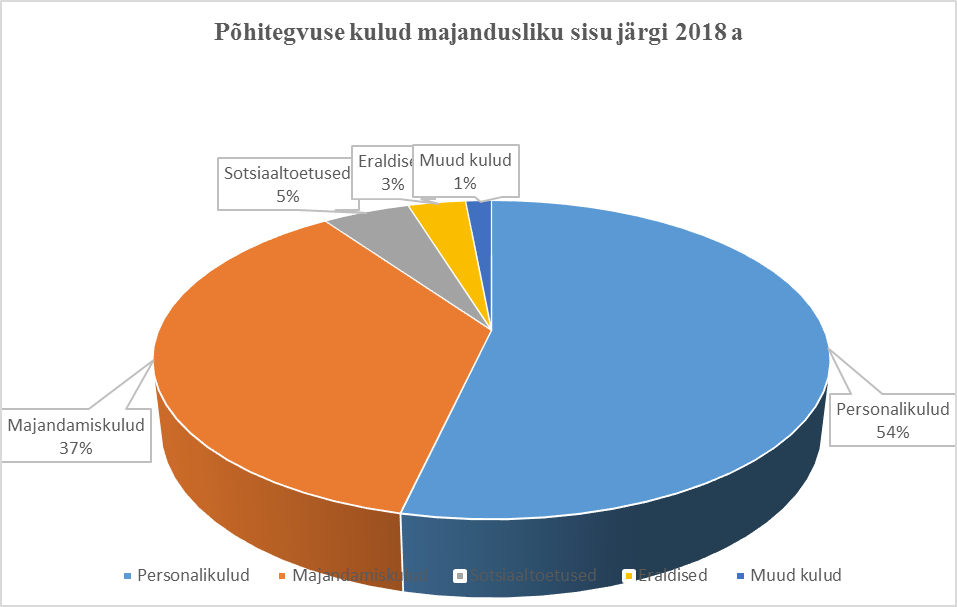 Põhitegvuse kulud majandusliku sisu järgi 2018 a
Muud kulud
1%
3%
Sotsiaaltoetused
5%
Majandamiskulud
37%
Personalikulud
54%
Personalikulud Majandamiskulud Sotsiaaltoetused Eraldised Muud kulud